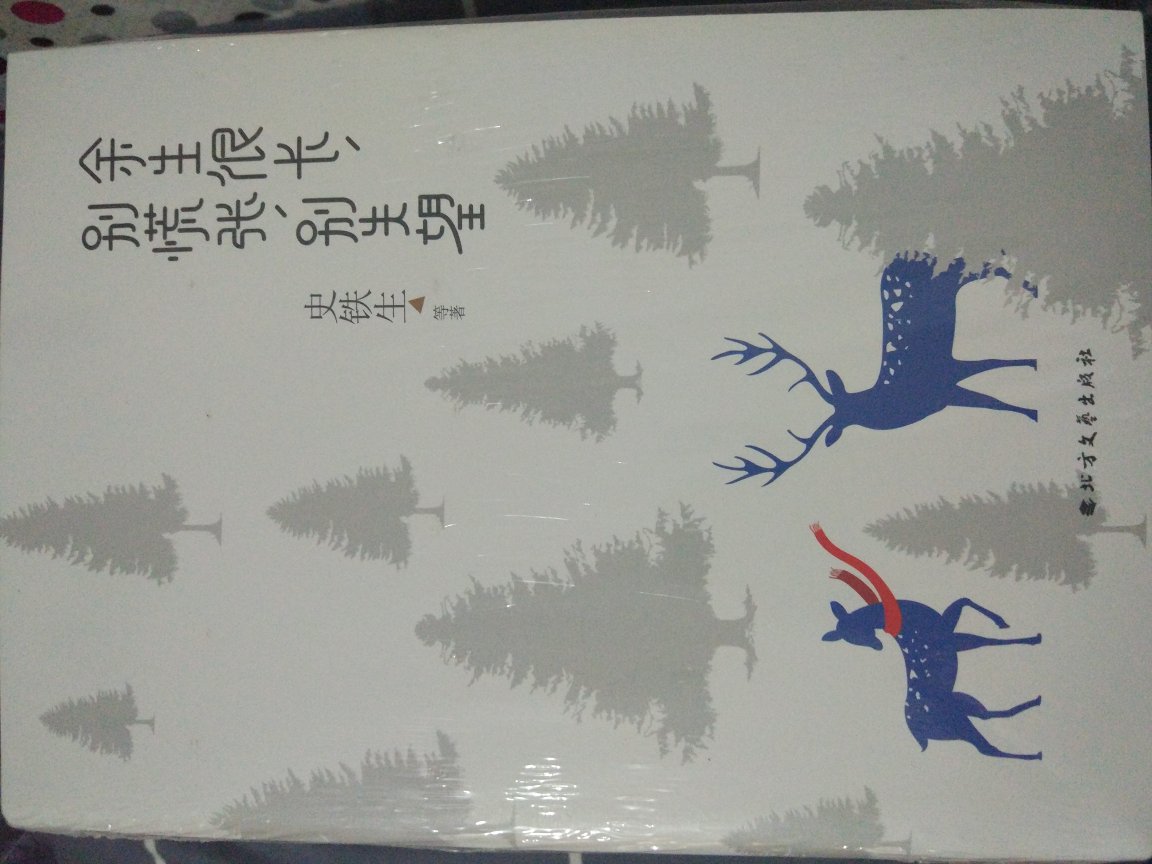 余生很长、
别慌张、别失望
史铁生 等著
北方文艺出版社